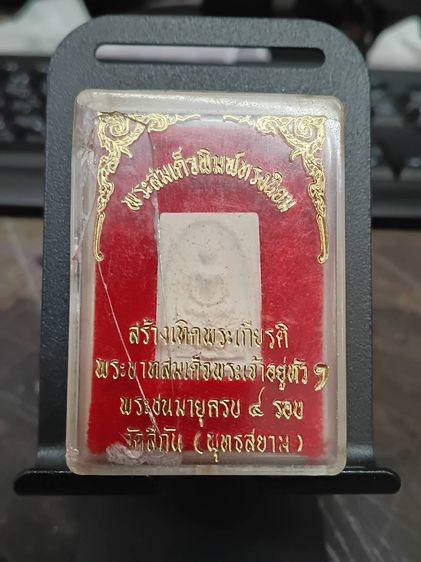 พระสมเด็จพิมพ์ทรงนิยม
สร้างเทิดพระเกียรติ
พระบาทสมเด็จพระเจ้าอยู่หัว ๆ
พระชนมายุครบ ๔ รอบ
วัดสีกัน (พุทธสยาม)